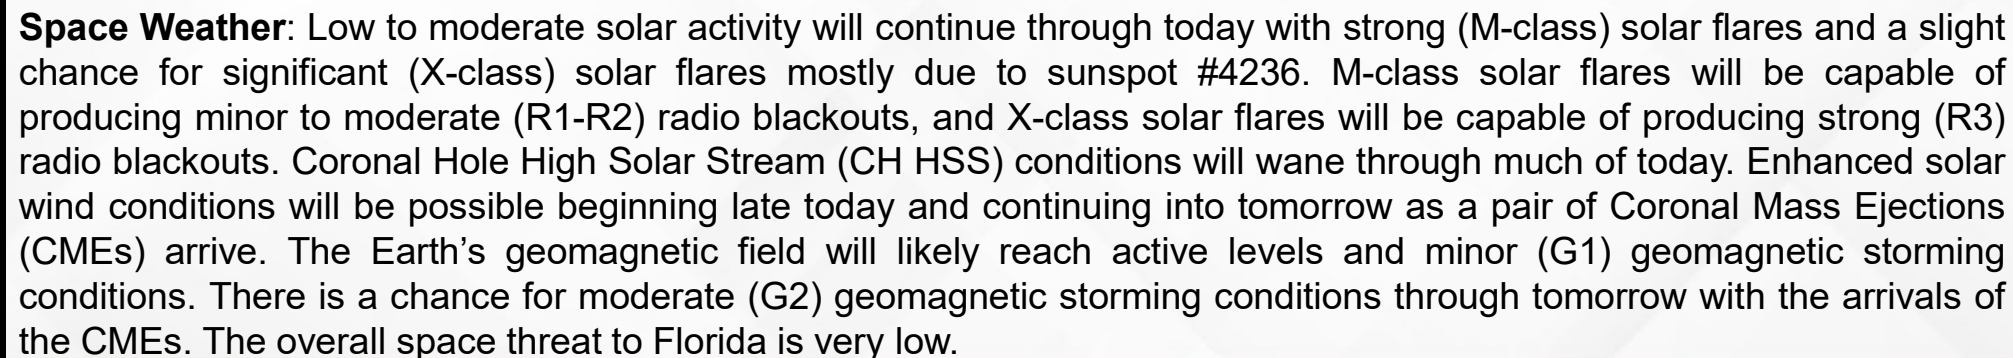 Space Weather: Low to moderate solar activity will continue through today with strong (M-class) solar flares and a slight
chance for significant (X-class) solar flares mostly due to sunspot #4236. M-class solar flares will be capable of
producing minor to moderate (R1-R2) radio blackouts, and X-class solar flares will be capable of producing strong (R3)
radio blackouts. Coronal Hole High Solar Stream (CH HSS) conditions will wane through much of today. Enhanced solar
wind conditions will be possible beginning late today and continuing into tomorrow as a pair of Coronal Mass Ejections
(CMEs) arrive. The Earth’s geomagnetic field will likely reach active levels and minor (G1) geomagnetic storming
conditions. There is a chance for moderate (G2) geomagnetic storming conditions through tomorrow with the arrivals of
the CMEs. The overall space threat to Florida is very low.